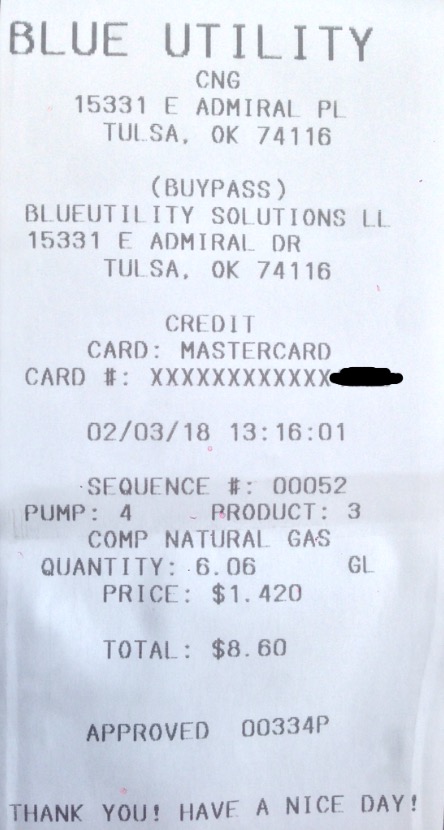 BLUE UTILITY
CNG
15331 E ADMIRAL PL
TULSA, OK 74116
(BUYPASS)
BLUEUTILITY SOLUTIONS LL
15331 E ADMIRAL DR
TULSA, OK 74116
CREDIT
CARD: MASTERCARD
CARD #: XXXXXXXXXXXX
02/03/18 13:16:01
SEQUENCE #: 00052
PUMP: 4 PRODUCT: 3
COMP NATURAL GAS
QUANTITY: 6.06 GL
PRICE: $1.420
TOTAL: $8.60
APPROVED 00334P
THANK YOU! HAVE A NICE DAY!